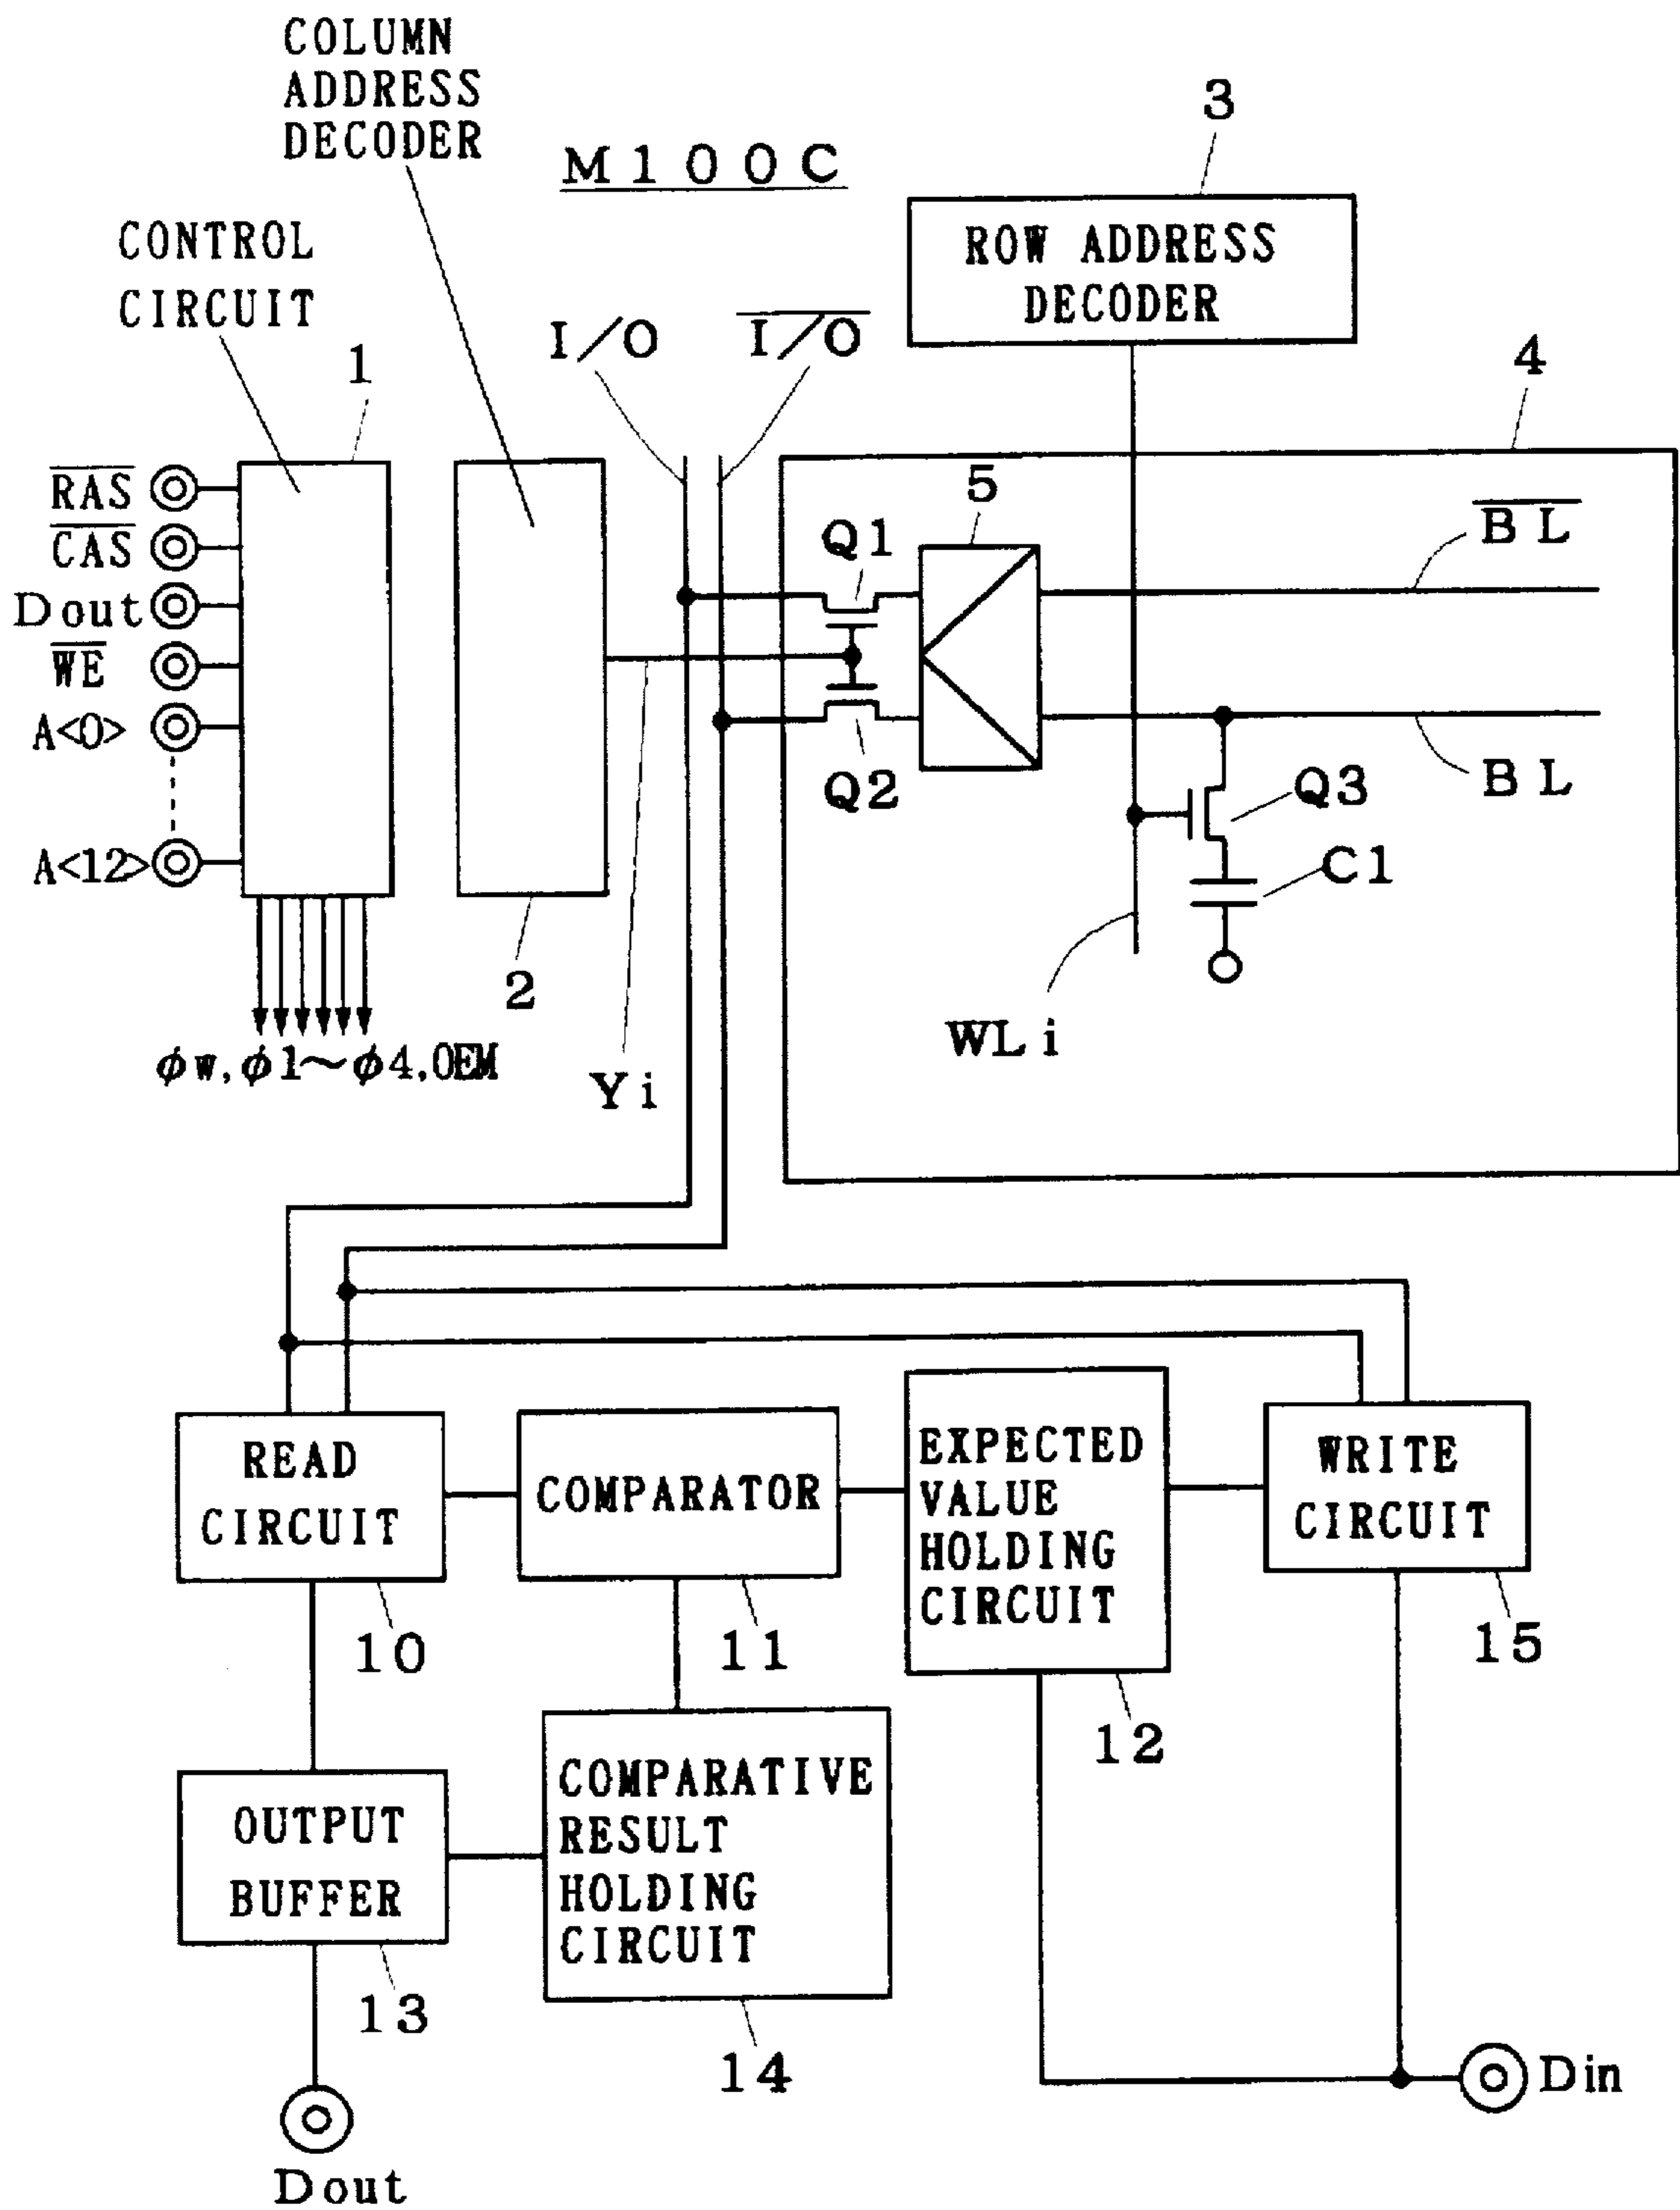 COLUMN
ADDRESS
DECODER
M100C
3
ROW ADDRESS
DECODER
CONTROL
CIRCUIT
I/O
I/O
1
4
RAS
CAS
Dout
WE
A<0>
A<12>
5
Q1
BL
Q2
BL
Q3
C1
2
WLi
φw,φ1~φ4,OEM
Yi
READ
CIRCUIT
COMPARATOR
EXPECTED
VALUE
HOLDING
CIRCUIT
WRITE
CIRCUIT
10
11
12
15
OUTPUT
BUFFER
COMPARATIVE
RESULT
HOLDING
CIRCUIT
13
14
Din
Dout